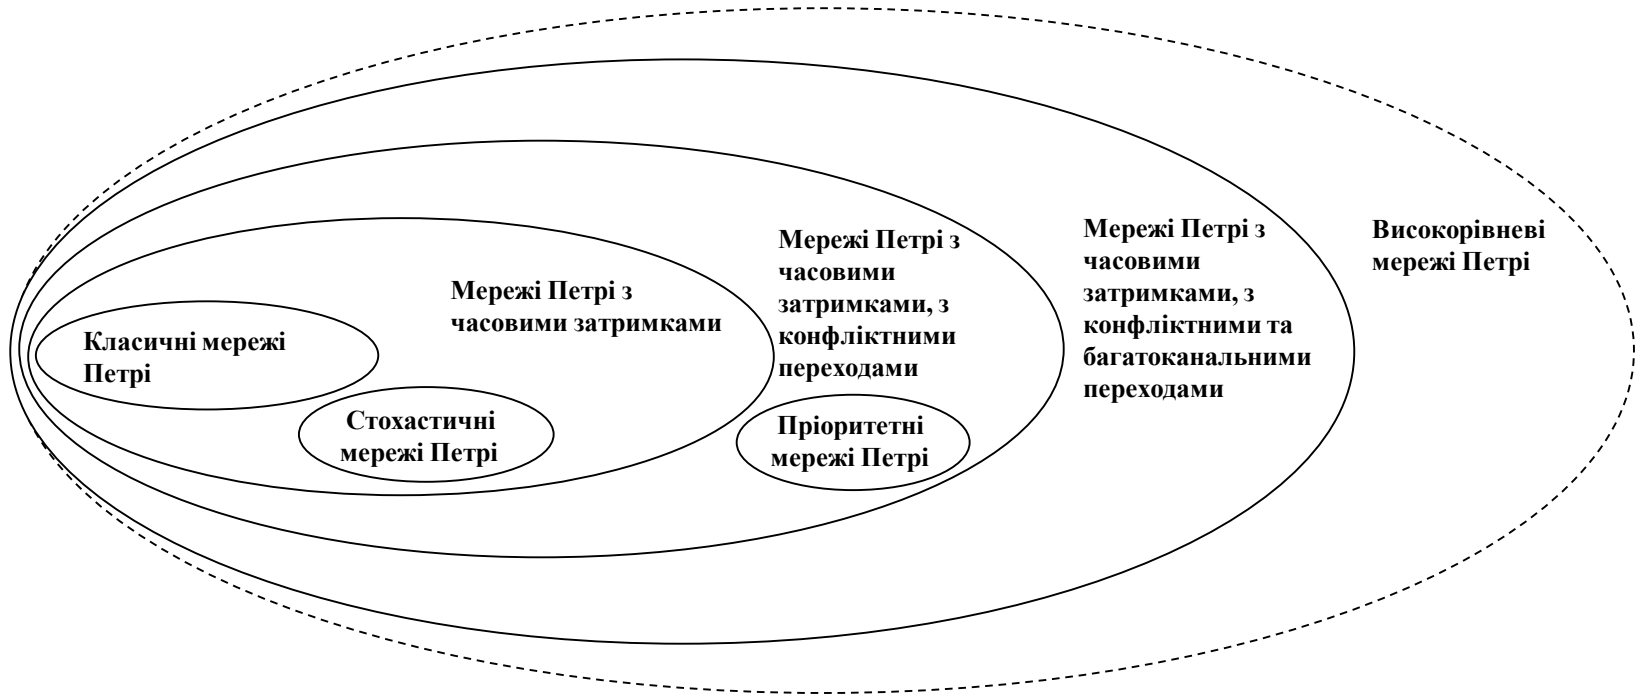 Класичні мережі
Петрі
Стохастичні
мережі Петрі
Мережі Петрі з
часовими затримками
Мережі Петрі з
часовими
затримками, з
конфліктними
переходами
Пріоритетні
мережі Петрі
Мережі Петрі з
часовими
затримками, з
конфліктними та
багатоканальними
переходами
Високорівневі
мережі Петрі